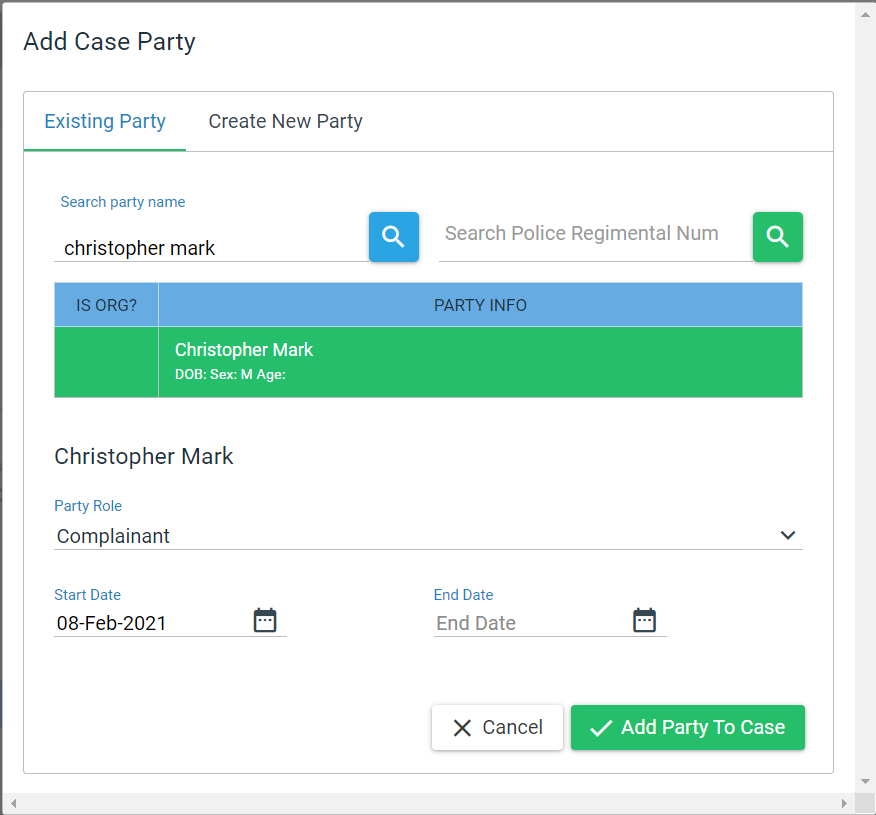 Add Case Party
Existing Party
Create New Party
Search party name
christopher mark
Search Police Regimental Num
IS ORG?
PARTY INFO
Christopher Mark
DOB: Sex: M Age:
Christopher Mark
Party Role
Complainant
Start Date
End Date
08-Feb-2021
End Date
Cancel
Add Party To Case